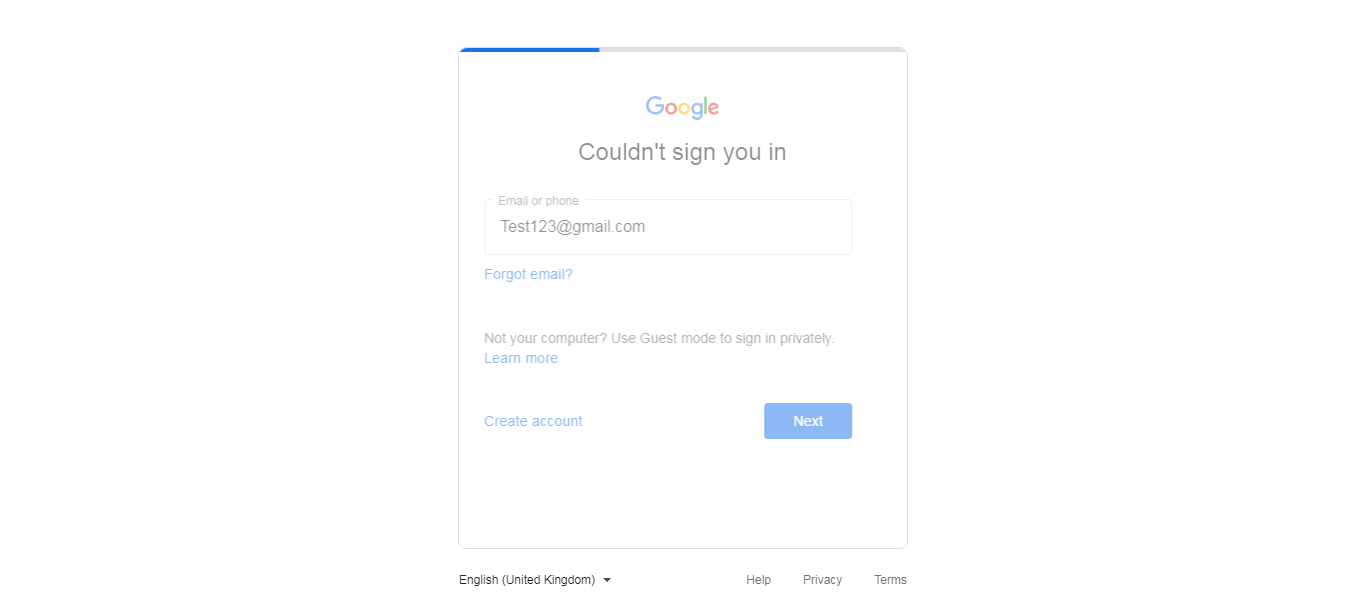 Google
Couldn't sign you in
Email or phone
Test123@gmail.com
Forgot email?
Not your computer? Use Guest mode to sign in privately.
Learn more
Create account
Next
English (United Kingdom)
Help Privacy Terms